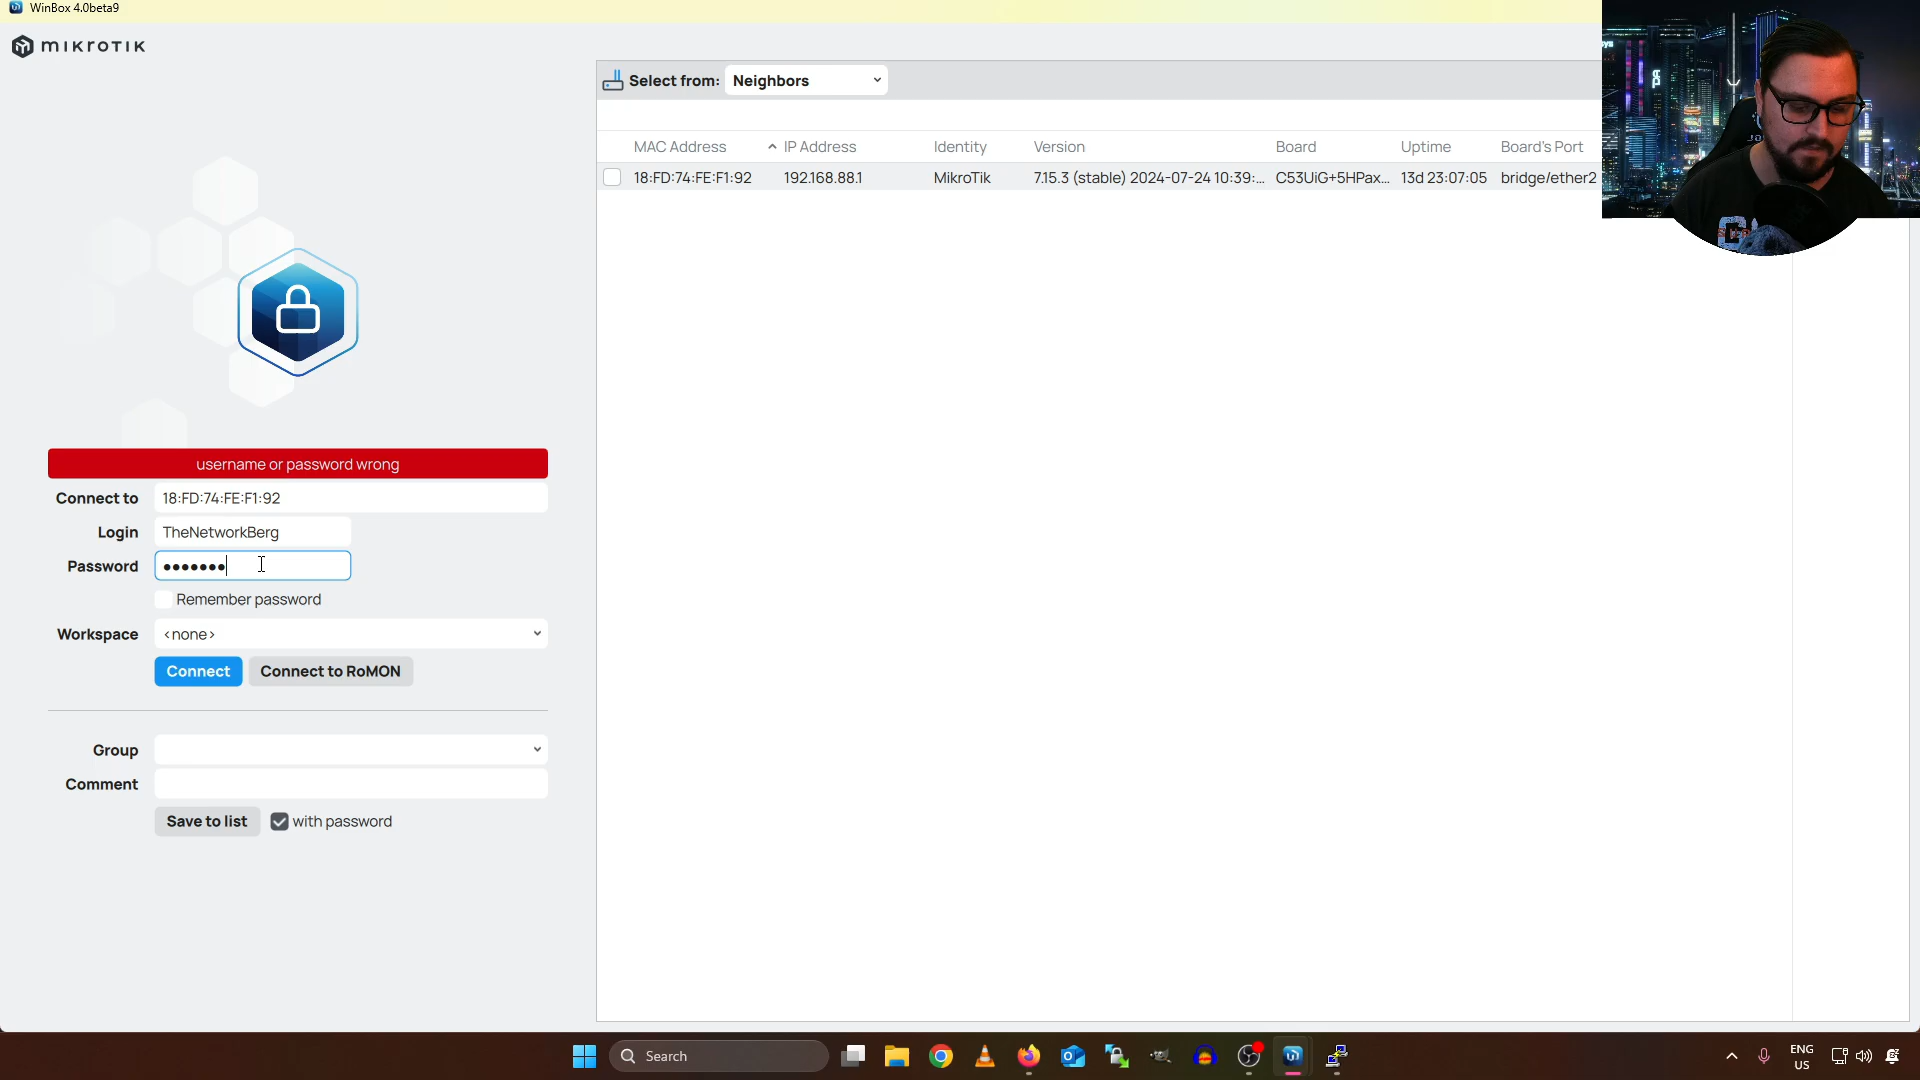 WinBox 4.0beta9
mikrotik
Select from: Neighbors
MAC Address IP Address Identity Version Board Uptime Board's Port
18:FD:74:FE:F1:92 192.168.88.1 MikroTik 7.15.3 (stable) 2024-07-24 10:39:... C53UiG+5HPax... 13d 23:07:05 bridge/ether2
username or password wrong
Connect to 18:FD:74:FE:F1:92
Login TheNetworkBerg
Password •••••••
Remember password
Workspace <none>
Connect Connect to RoMON
Group
Comment
Save to list with password
Search
ENG
US